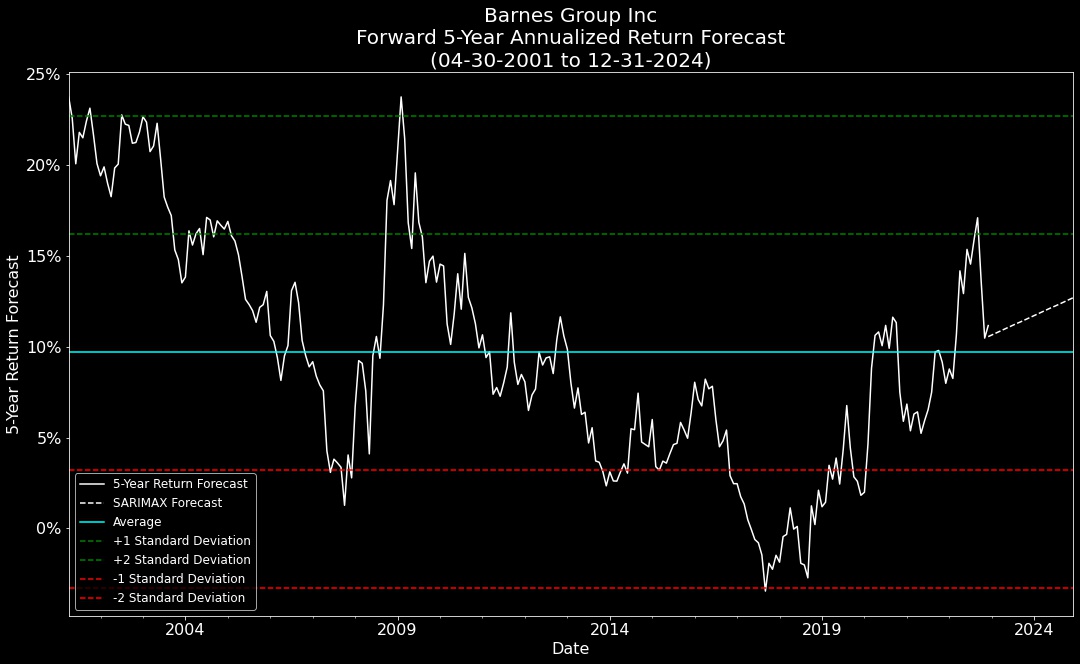 Barnes Group Inc
Forward 5-Year Annualized Return Forecast
(04-30-2001 to 12-31-2024)
25%
20%
15%
10%
5%
0%
5-Year Return Forecast
5-Year Return Forecast
SARIMAX Forecast
Average
+1 Standard Deviation
+2 Standard Deviation
-1 Standard Deviation
-2 Standard Deviation
2004 2009 2014 2019 2024
Date